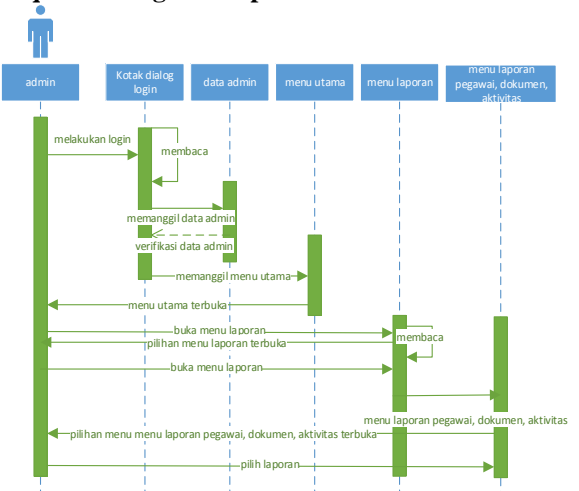 admin
Kotak dialog
login
data admin
menu utama
menu laporan
menu laporan
pegawai, dokumen,
aktivitas
melakukan login
membaca
memanggil data admin
verifikasi data admin
memanggil menu utama
menu utama terbuka
buka menu laporan
pilihan menu laporan terbuka
membaca
buka menu laporan
menu laporan pegawai, dokumen, aktivitas
pilihan menu menu laporan pegawai, dokumen, aktivitas terbuka
pilih laporan